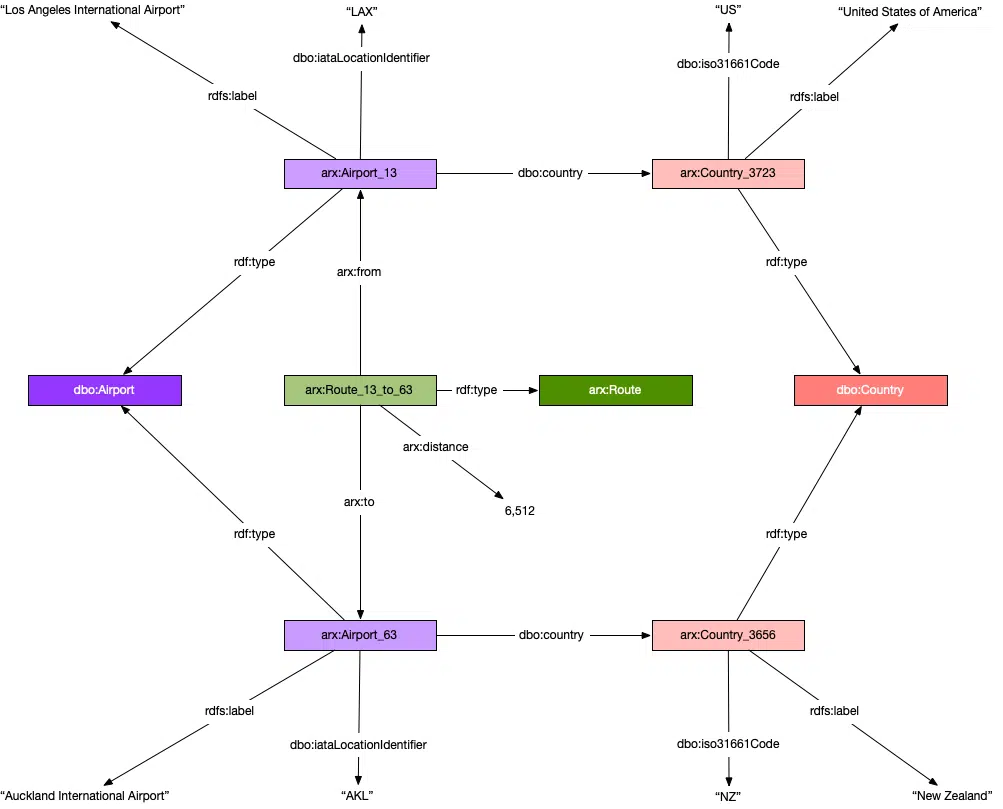 “Los Angeles International Airport”
“LAX”
“US”
“United States of America”
dbo:iataLocationIdentifier
dbo:iso31661Code
rdfs:label
rdfs:label
arx:Airport_13
dbo:country
arx:Country_3723
rdf:type
arx:from
rdf:type
dbo:Airport
arx:Route_13_to_63
rdf:type
arx:Route
dbo:Country
arx:distance
arx:to
6,512
rdf:type
rdf:type
arx:Airport_63
dbo:country
arx:Country_3656
rdfs:label
rdfs:label
dbo:iataLocationIdentifier
dbo:iso31661Code
“Auckland International Airport”
“AKL”
“NZ”
“New Zealand”